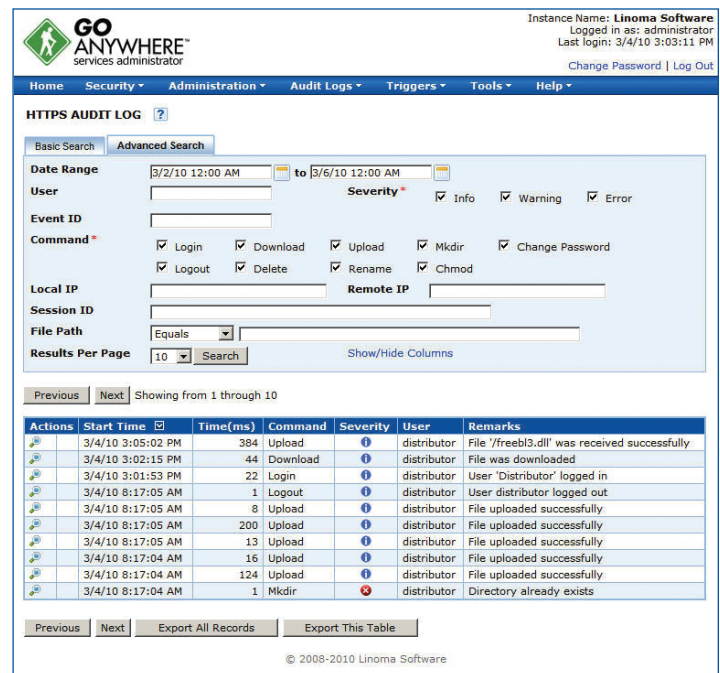 GO
ANYWHERE™
services administrator
Instance Name: Linoma Software
Logged in as: administrator
Last login: 3/4/10 3:03:11 PM
Change Password | Log Out
Home Security Administration Audit Logs Triggers Tools Help
HTTPS AUDIT LOG ?
Basic Search Advanced Search
Date Range 3/2/10 12:00 AM to 3/6/10 12:00 AM
User Severity * Info Warning Error
Event ID
Command * Login Download Upload Mkdir Change Password
Logout Delete Rename Chmod
Local IP Remote IP
Session ID
File Path Equals
Results Per Page 10 Search Show/Hide Columns
Previous Next Showing from 1 through 10
Actions Start Time Time(ms) Command Severity User Remarks
3/4/10 3:05:02 PM 384 Upload distributor File '/freebl3.dll' was received successfully
3/4/10 3:02:15 PM 44 Download distributor File was downloaded
3/4/10 3:01:53 PM 22 Login distributor User 'Distributor' logged in
3/4/10 8:17:05 AM 1 Logout distributor User distributor logged out
3/4/10 8:17:05 AM 8 Upload distributor File uploaded successfully
3/4/10 8:17:05 AM 200 Upload distributor File uploaded successfully
3/4/10 8:17:05 AM 13 Upload distributor File uploaded successfully
3/4/10 8:17:04 AM 16 Upload distributor File uploaded successfully
3/4/10 8:17:04 AM 124 Upload distributor File uploaded successfully
3/4/10 8:17:04 AM 1 Mkdir distributor Directory already exists
Previous Next Export All Records Export This Table
© 2008-2010 Linoma Software